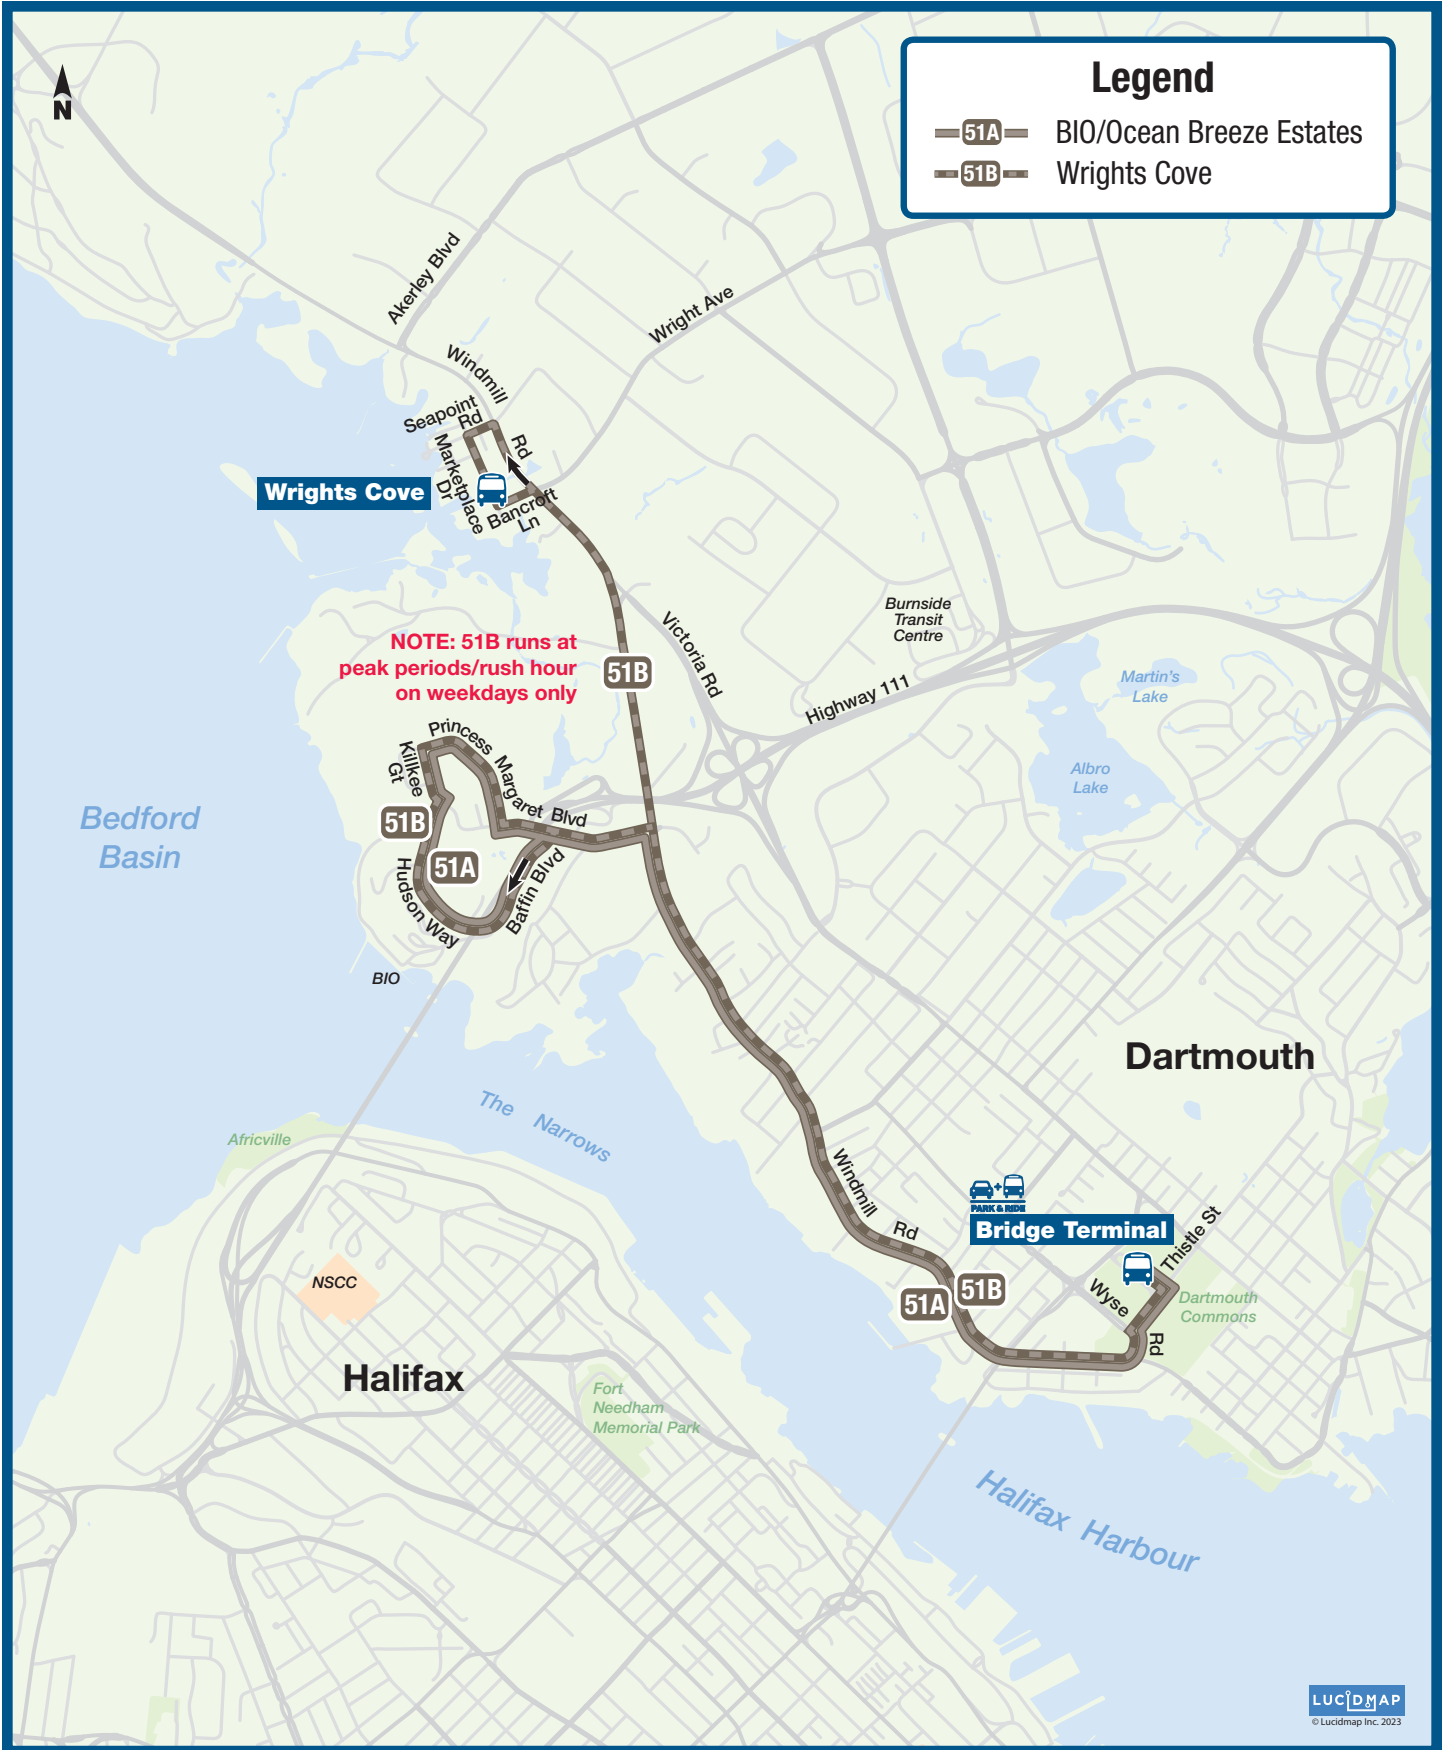 N
Legend
51A BIO/Ocean Breeze Estates
51B Wrights Cove
Akerley Blvd
Wright Ave
Windmill
Rd
Seapoint
Rd
Marketplace
Dr
Wrights Cove
Bancroft
Ln
Burnside
Transit
Centre
Victoria Rd
NOTE: 51B runs at
peak periods/rush hour
on weekdays only
51B
Highway 111
Martin's
Lake
Albro
Lake
Princess Margaret Blvd
Killkee
Gt
Bedford
Basin
51B
51A
Hudson Way
Baffin Blvd
BIO
Dartmouth
The Narrows
Africville
Windmill
Rd
PARK & RIDE
Bridge Terminal
Thistle St
Wyse
Rd
NSCC
51A
51B
Dartmouth
Commons
Halifax
Fort
Needham
Memorial Park
Halifax Harbour
LUCIDMAP
© Lucidmap Inc. 2023